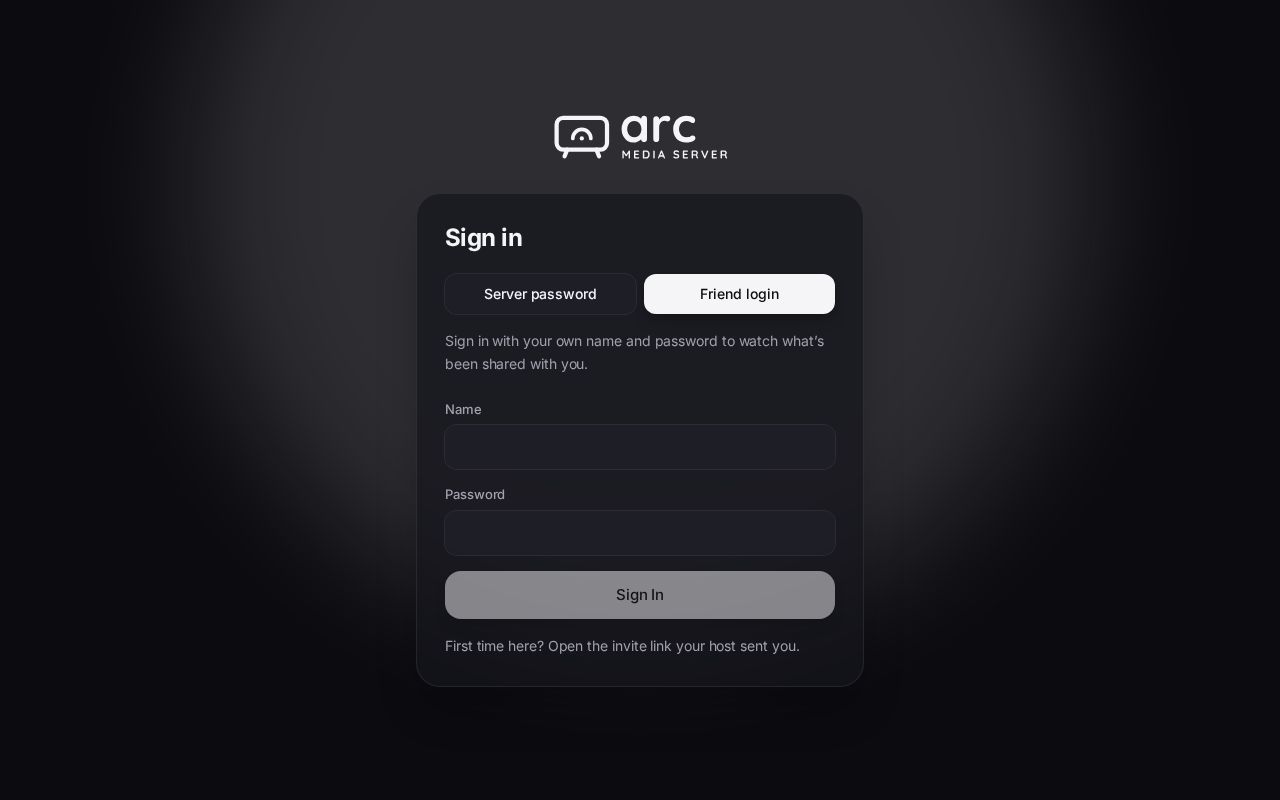 arc
MEDIA SERVER
Sign in
Server password
Friend login
Sign in with your own name and password to watch what’s
been shared with you.
Name
Password
Sign In
First time here? Open the invite link your host sent you.